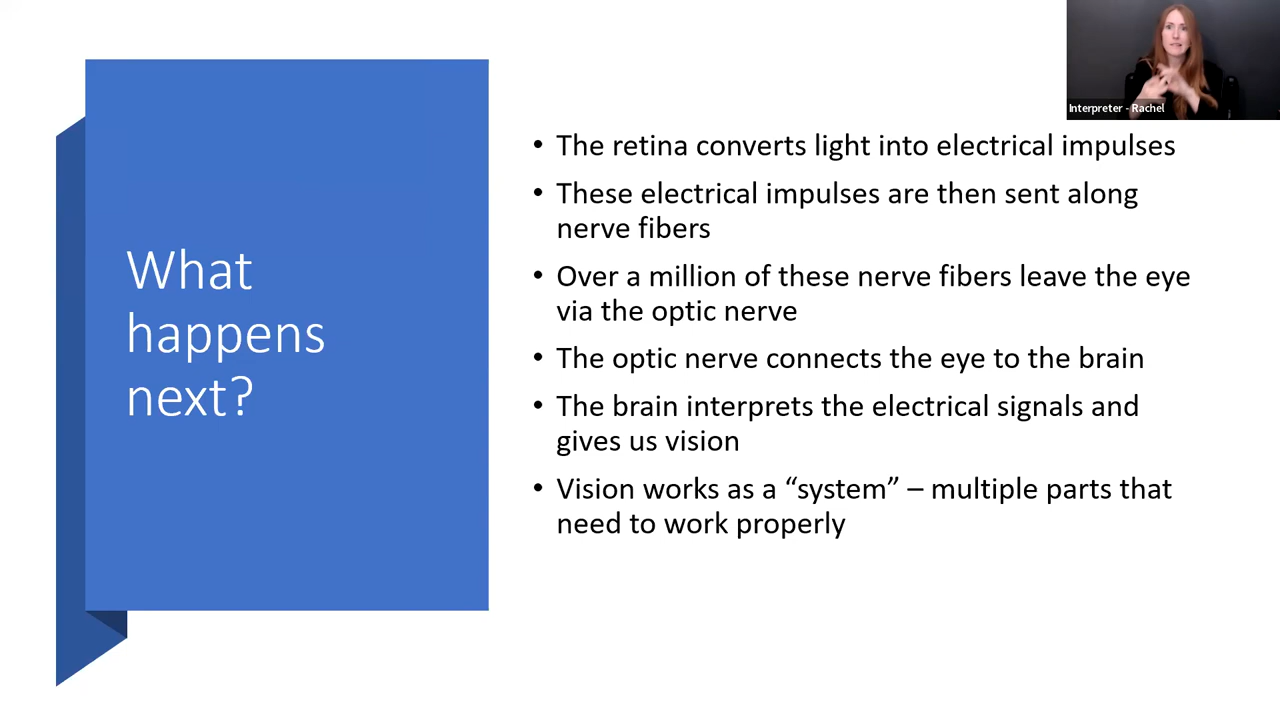 Interpreter - Rachel
What
happens
next?
• The retina converts light into electrical impulses
• These electrical impulses are then sent along
nerve fibers
• Over a million of these nerve fibers leave the eye
via the optic nerve
• The optic nerve connects the eye to the brain
• The brain interprets the electrical signals and
gives us vision
• Vision works as a “system” – multiple parts that
need to work properly